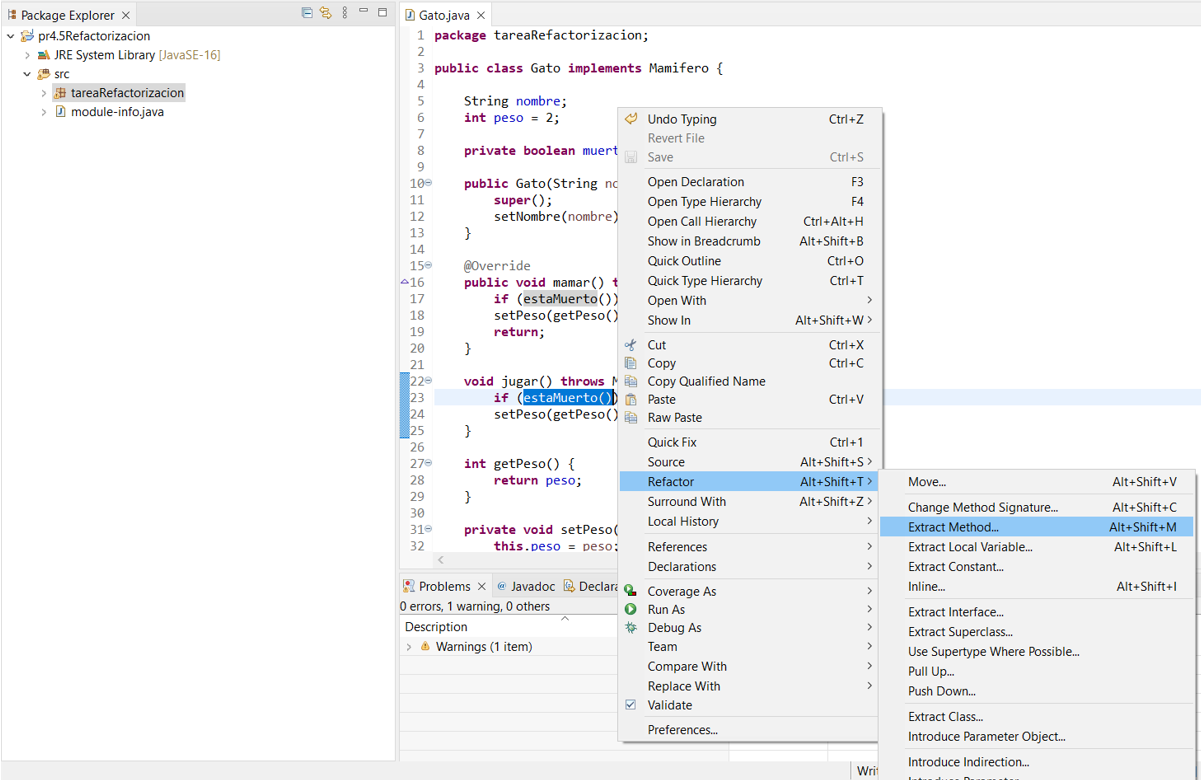 Package Explorer
pr4.5Refactorizacion
JRE System Library [JavaSE-16]
src
tareaRefactorizacion
module-info.java
Gato.java
1 package tareaRefactorizacion;
2
3 public class Gato implements Mamifero {
4
5 String nombre;
6 int peso = 2;
7
8 private boolean muert
9
10 public Gato(String no
11 super();
12 setNombre(nombre)
13 }
14
15 @Override
16 public void mamar() t
17 if (estaMuerto())
18 setPeso(getPeso()
19 return;
20 }
21
22 void jugar() throws M
23 if (estaMuerto())
24 setPeso(getPeso()
25 }
26
27 int getPeso() {
28 return peso;
29 }
30
31 private void setPeso(
32 this.peso = peso;
Undo Typing Ctrl+Z
Revert File
Save Ctrl+S
Open Declaration F3
Open Type Hierarchy F4
Open Call Hierarchy Ctrl+Alt+H
Show in Breadcrumb Alt+Shift+B
Quick Outline Ctrl+O
Quick Type Hierarchy Ctrl+T
Open With
Show In Alt+Shift+W
Cut Ctrl+X
Copy Ctrl+C
Copy Qualified Name
Paste Ctrl+V
Raw Paste
Quick Fix Ctrl+1
Source Alt+Shift+S
Refactor Alt+Shift+T
Surround With Alt+Shift+Z
Local History
References
Declarations
Coverage As
Run As
Debug As
Team
Compare With
Replace With
Validate
Preferences...
Move... Alt+Shift+V
Change Method Signature... Alt+Shift+C
Extract Method... Alt+Shift+M
Extract Local Variable... Alt+Shift+L
Extract Constant...
Inline... Alt+Shift+I
Extract Interface...
Extract Superclass...
Use Supertype Where Possible...
Pull Up...
Push Down...
Extract Class...
Introduce Parameter Object...
Introduce Indirection...
Introduce Parameter
Problems @ Javadoc Declara
0 errors, 1 warning, 0 others
Description
Warnings (1 item)
Writ